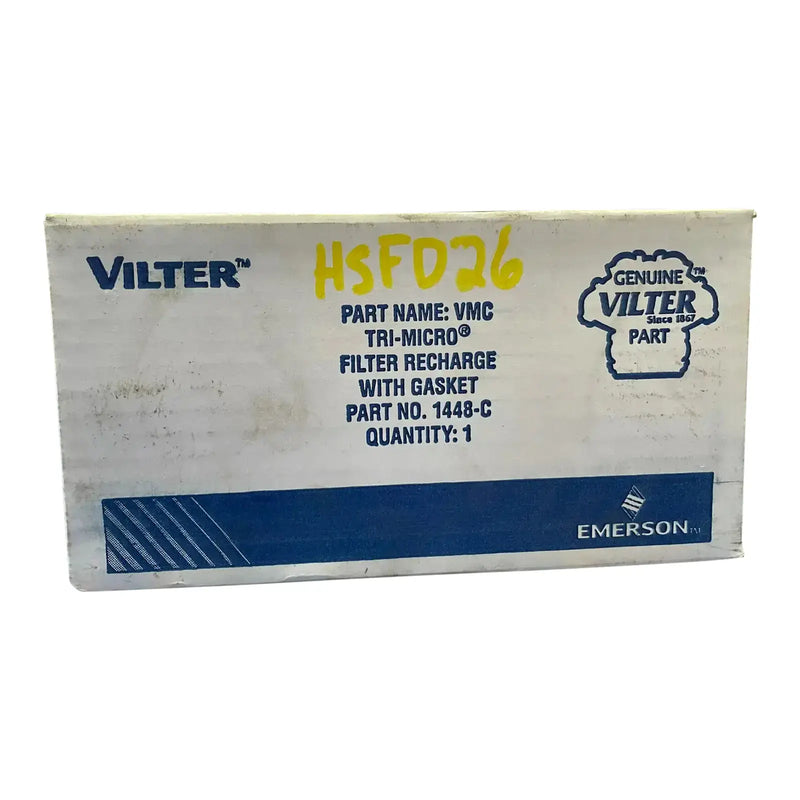 VILTER™
HSFD26
PART NAME: VMC
TRI-MICRO®
FILTER RECHARGE
WITH GASKET
PART NO. 1448-C
QUANTITY: 1
GENUINE™
VILTER
Since 1867
PART
EMERSON™